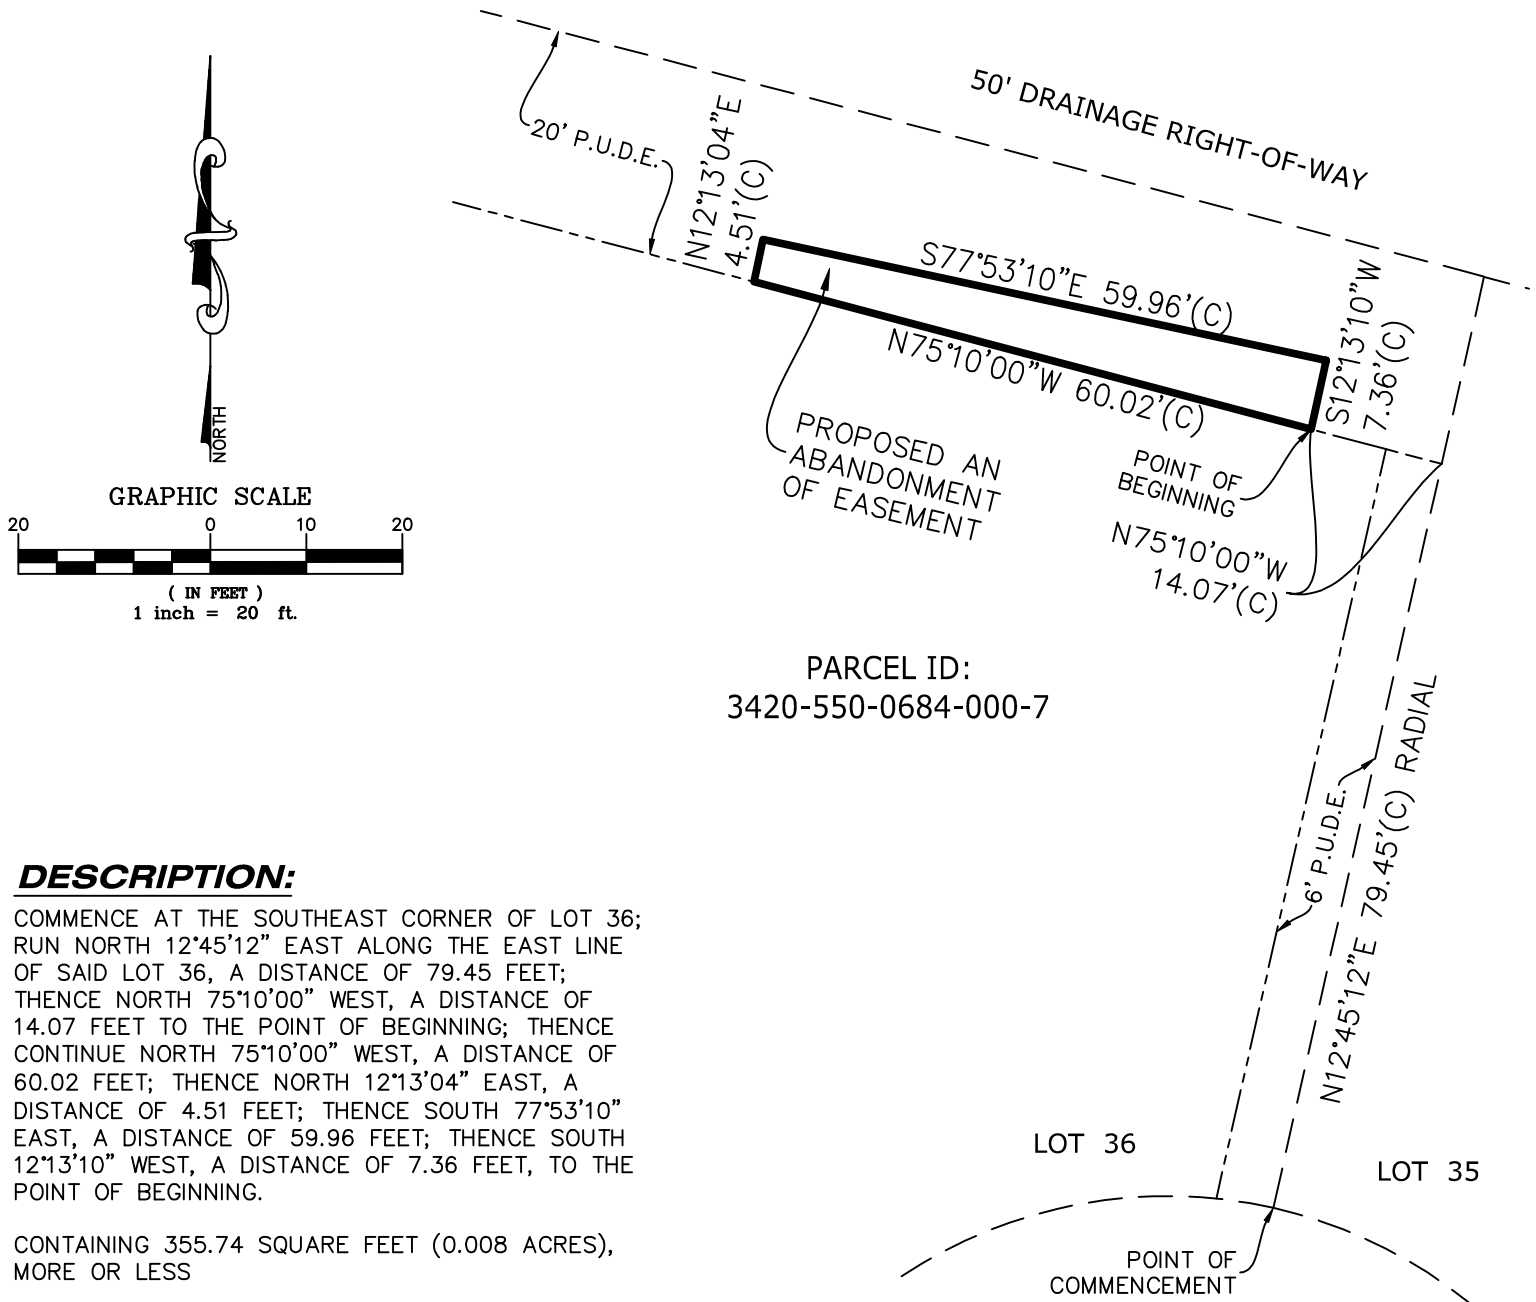 50' DRAINAGE RIGHT-OF-WAY
20' P.U.D.E.
N12°13'04"E
4.51'(C)
S77°53'10"E 59.96'(C)
N75°10'00"W 60.02'(C)
S12°13'10"W
7.36'(C)
PROPOSED AN
ABANDONMENT
OF EASEMENT
POINT OF
BEGINNING
N75°10'00"W
14.07'(C)
NORTH
GRAPHIC SCALE
20 0 10 20
( IN FEET )
1 inch = 20 ft.
PARCEL ID:
3420-550-0684-000-7
6' P.U.D.E.
N12°45'12"E 79.45'(C) RADIAL
DESCRIPTION:
COMMENCE AT THE SOUTHEAST CORNER OF LOT 36;
RUN NORTH 12°45'12" EAST ALONG THE EAST LINE
OF SAID LOT 36, A DISTANCE OF 79.45 FEET;
THENCE NORTH 75°10'00" WEST, A DISTANCE OF
14.07 FEET TO THE POINT OF BEGINNING; THENCE
CONTINUE NORTH 75°10'00" WEST, A DISTANCE OF
60.02 FEET; THENCE NORTH 12°13'04" EAST, A
DISTANCE OF 4.51 FEET; THENCE SOUTH 77°53'10"
EAST, A DISTANCE OF 59.96 FEET; THENCE SOUTH
12°13'10" WEST, A DISTANCE OF 7.36 FEET, TO THE
POINT OF BEGINNING.
CONTAINING 355.74 SQUARE FEET (0.008 ACRES),
MORE OR LESS
LOT 36
LOT 35
POINT OF
COMMENCEMENT